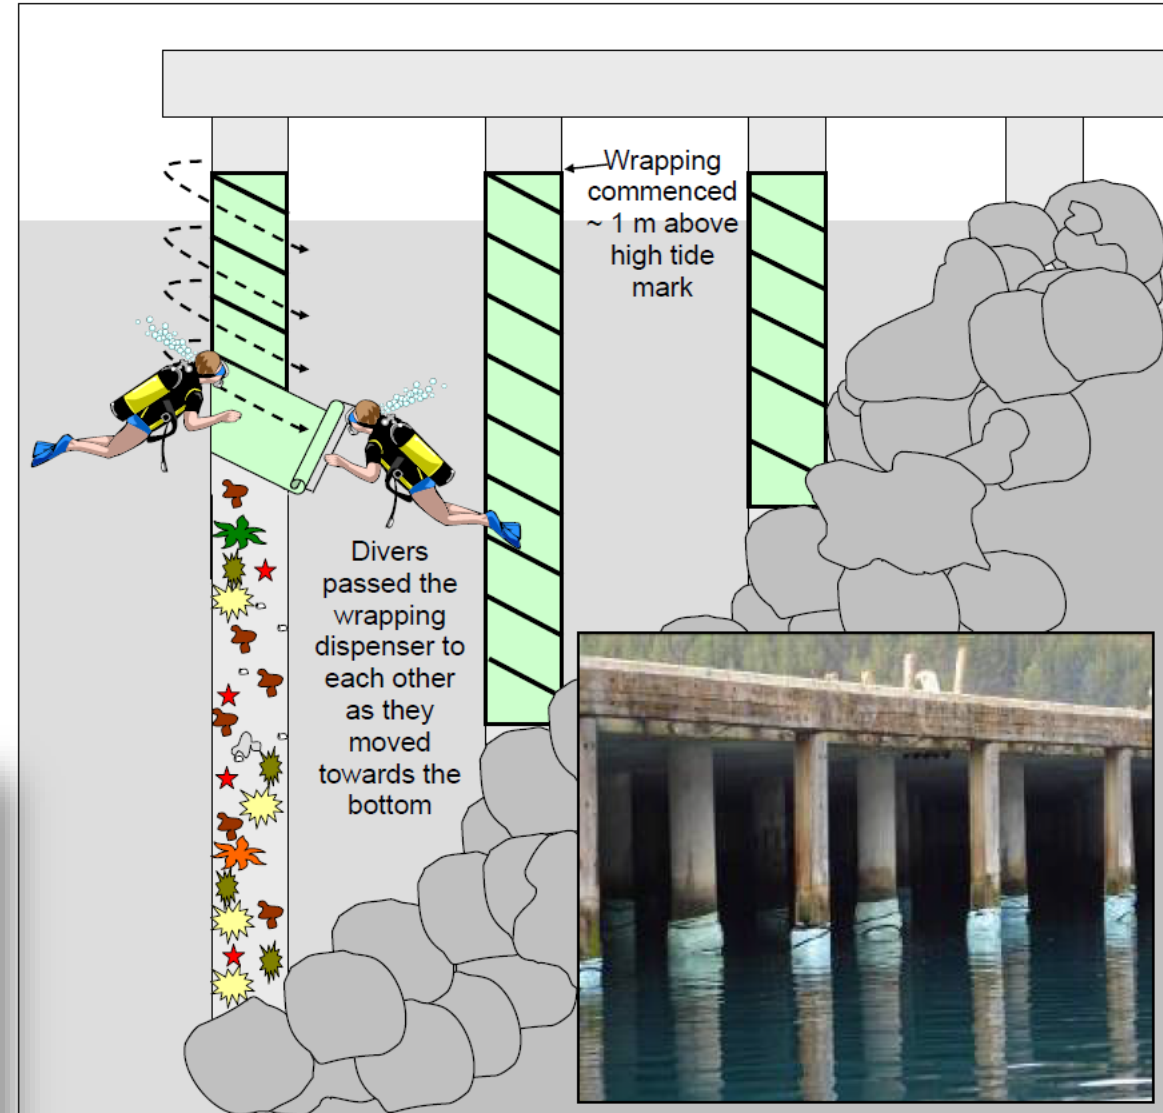 Wrapping
commenced
~ 1 m above
high tide
mark
Divers
passed the
wrapping
dispenser to
each other
as they
moved
towards the
bottom